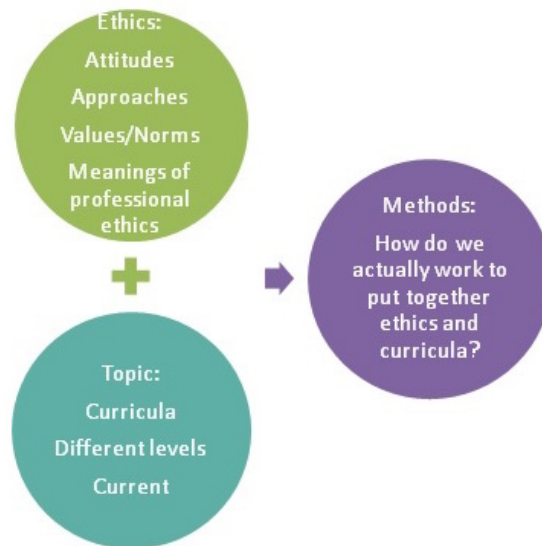 Ethics:
Attitudes
Approaches
Values/Norms
Meanings of
professional
ethics
Topic:
Curricula
Different levels
Current
Methods:
How do we
actually work to
put together
ethics and
curricula?